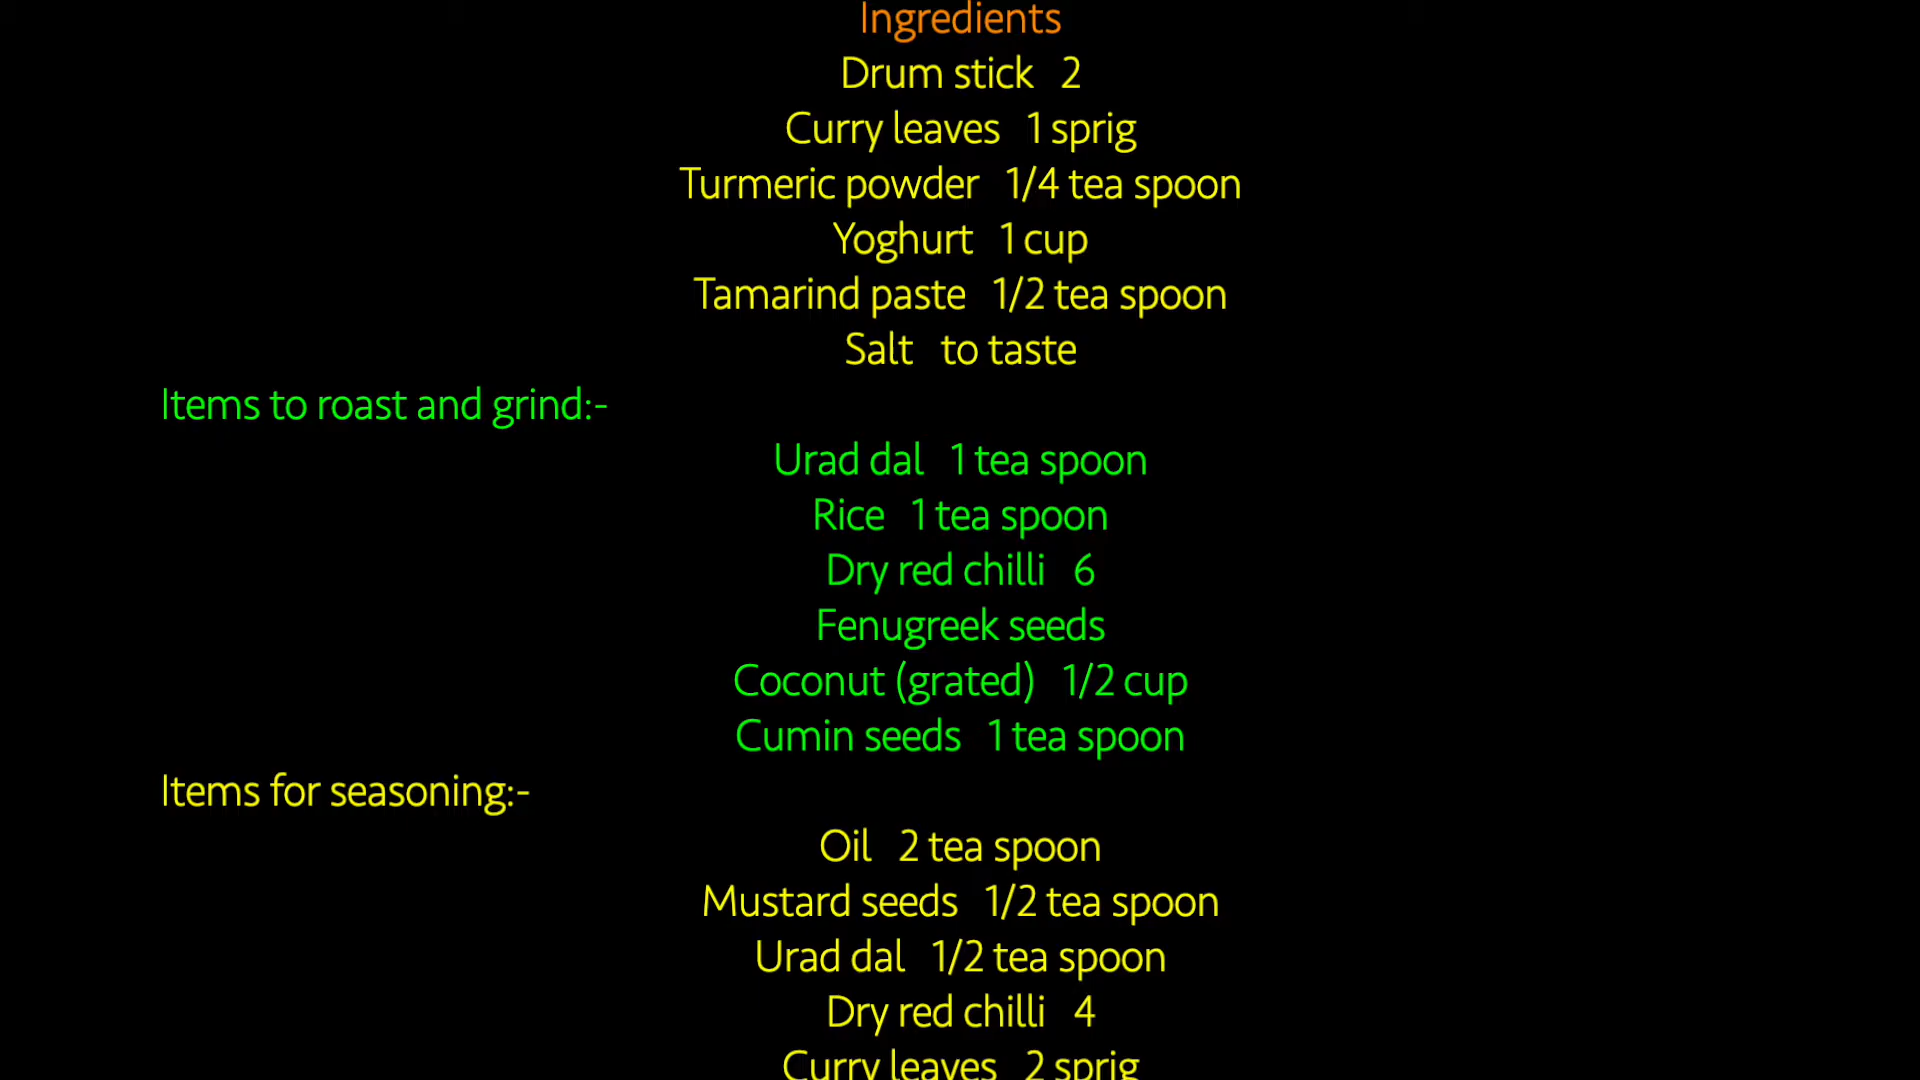 Ingredients
Drum stick 2
Curry leaves 1 sprig
Turmeric powder 1/4 tea spoon
Yoghurt 1 cup
Tamarind paste 1/2 tea spoon
Salt to taste
Items to roast and grind:-
Urad dal 1 tea spoon
Rice 1 tea spoon
Dry red chilli 6
Fenugreek seeds
Coconut (grated) 1/2 cup
Cumin seeds 1 tea spoon
Items for seasoning:-
Oil 2 tea spoon
Mustard seeds 1/2 tea spoon
Urad dal 1/2 tea spoon
Dry red chilli 4
Curry leaves 2 sprig